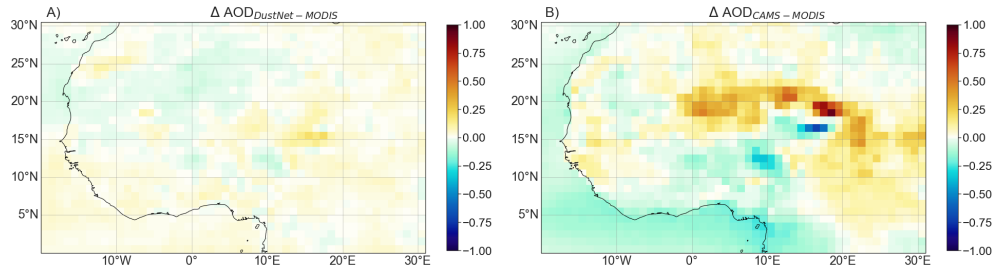 A)
Δ AOD_DustNet−MODIS
30°N
25°N
20°N
15°N
10°N
5°N
10°W
0°
10°E
20°E
30°E
1.00
0.75
0.50
0.25
0.00
−0.25
−0.50
−0.75
−1.00
B)
Δ AOD_CAMS−MODIS
30°N
25°N
20°N
15°N
10°N
5°N
10°W
0°
10°E
20°E
30°E
1.00
0.75
0.50
0.25
0.00
−0.25
−0.50
−0.75
−1.00